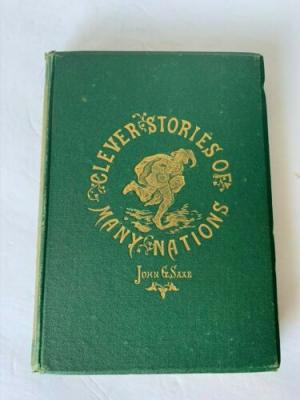 CLEVER STORIES OF
MANY NATIONS
JOHN G. SAXE